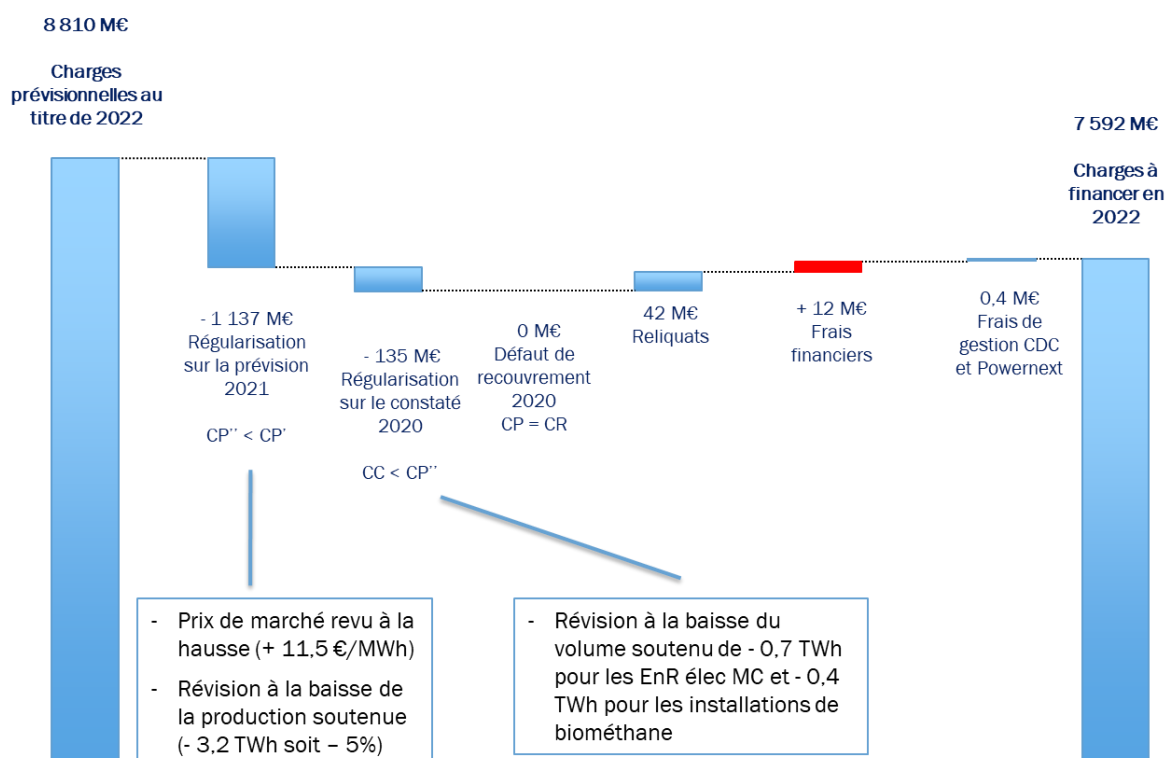 8 810 M€
Charges
prévisionnelles au
titre de 2022
7 592 M€
Charges à
financer en
2022
- 1 137 M€
Régularisation
sur la prévision
2021
CP'' < CP'
- 135 M€
Régularisation
sur le constaté
2020
CC < CP''
0 M€
Défaut de
recouvrement
2020
CP = CR
42 M€
Reliquats
+ 12 M€
Frais
financiers
0,4 M€
Frais de
gestion CDC
et Powernext
- Prix de marché revu à la
hausse (+ 11,5 €/MWh)
- Révision à la baisse de
la production soutenue
(- 3,2 TWh soit – 5%)
- Révision à la baisse du
volume soutenu de - 0,7 TWh
pour les EnR élec MC et - 0,4
TWh pour les installations de
biométhane